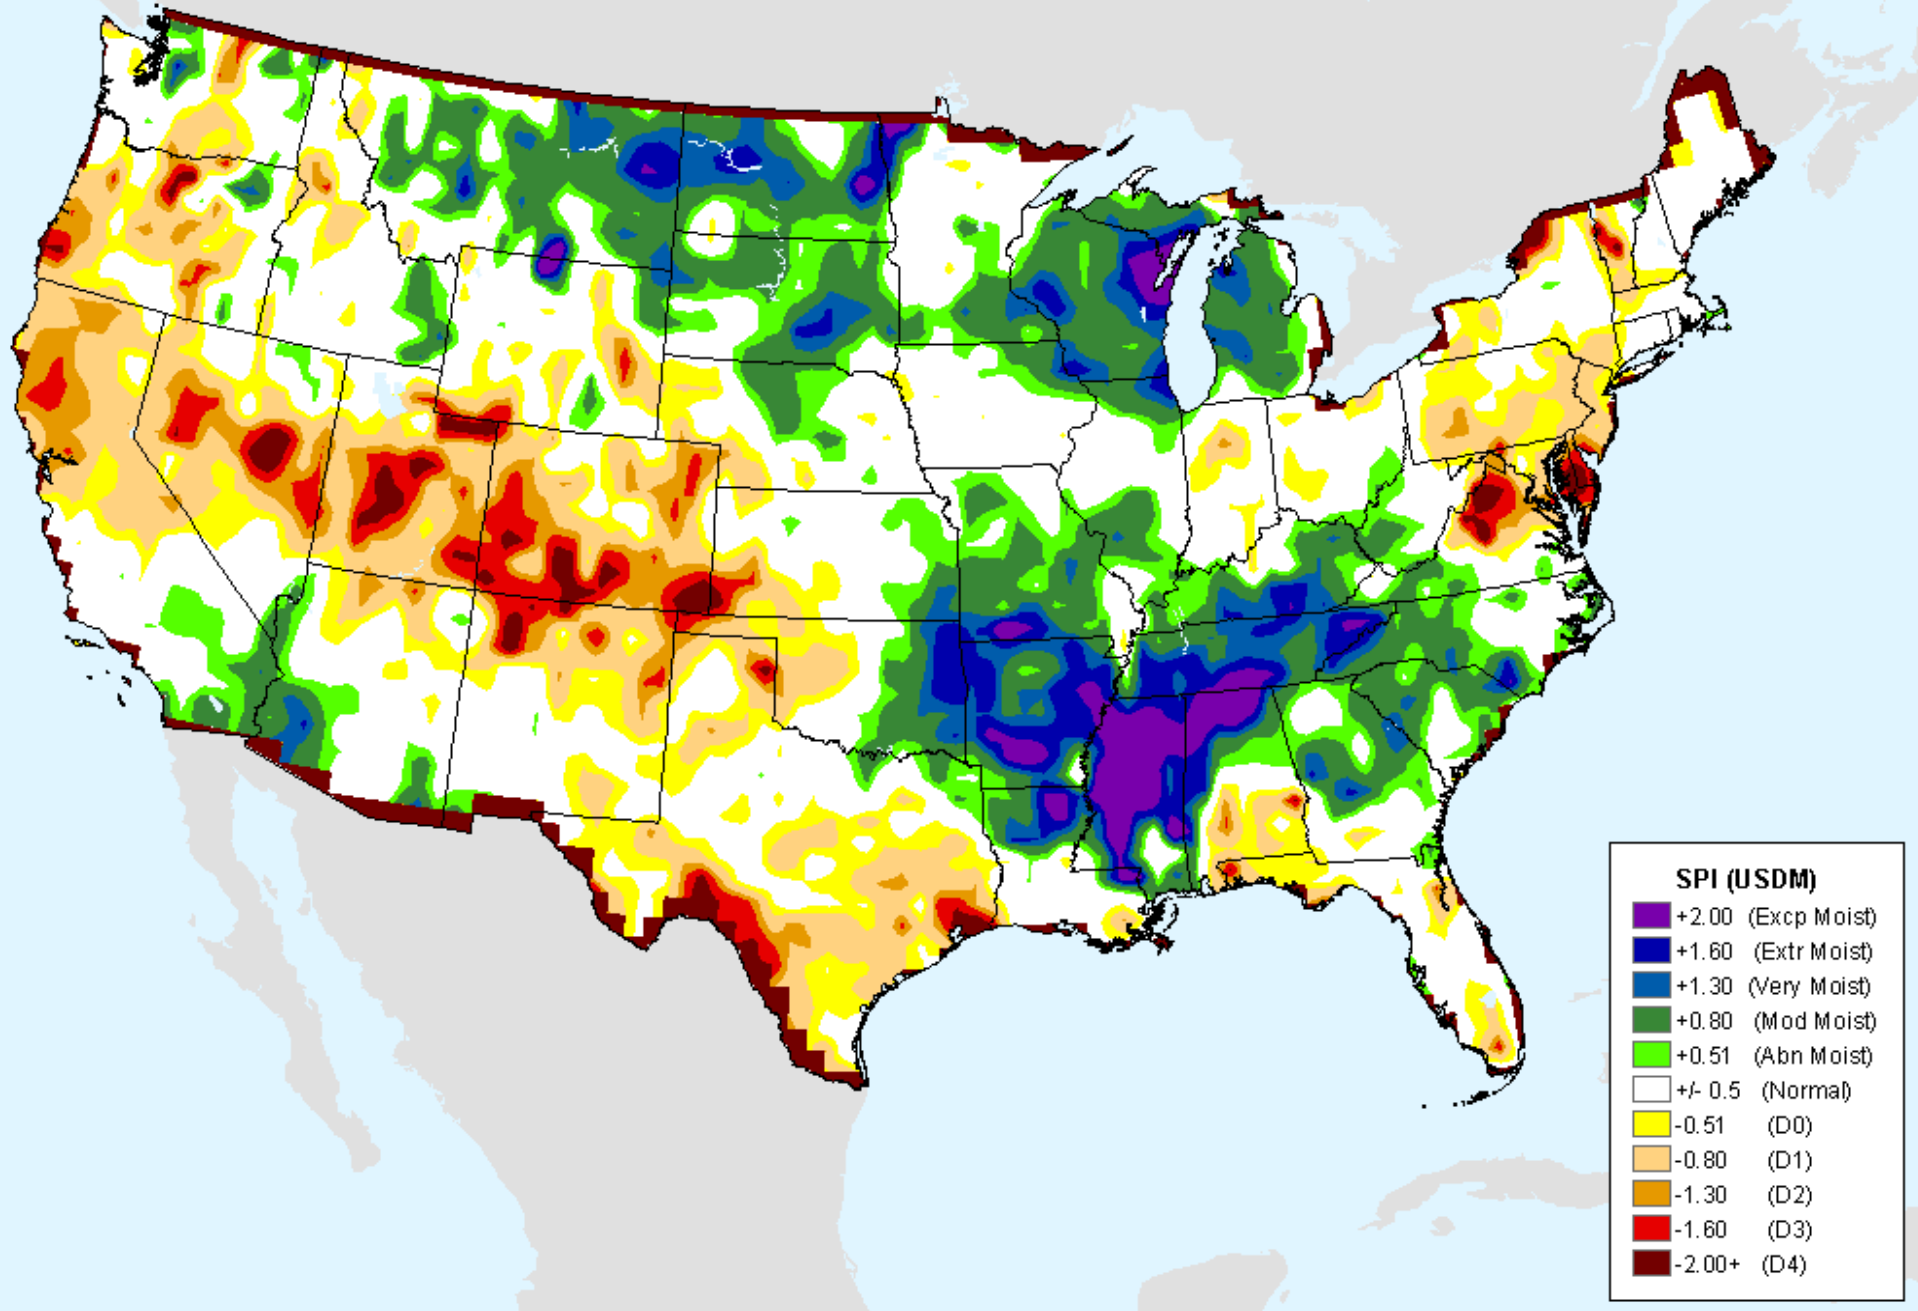 SPI (USDM)
+2.00 (Excp Moist)
+1.60 (Extr Moist)
+1.30 (Very Moist)
+0.80 (Mod Moist)
+0.51 (Abn Moist)
+/- 0.5 (Normal)
-0.51 (D0)
-0.80 (D1)
-1.30 (D2)
-1.60 (D3)
-2.00+ (D4)